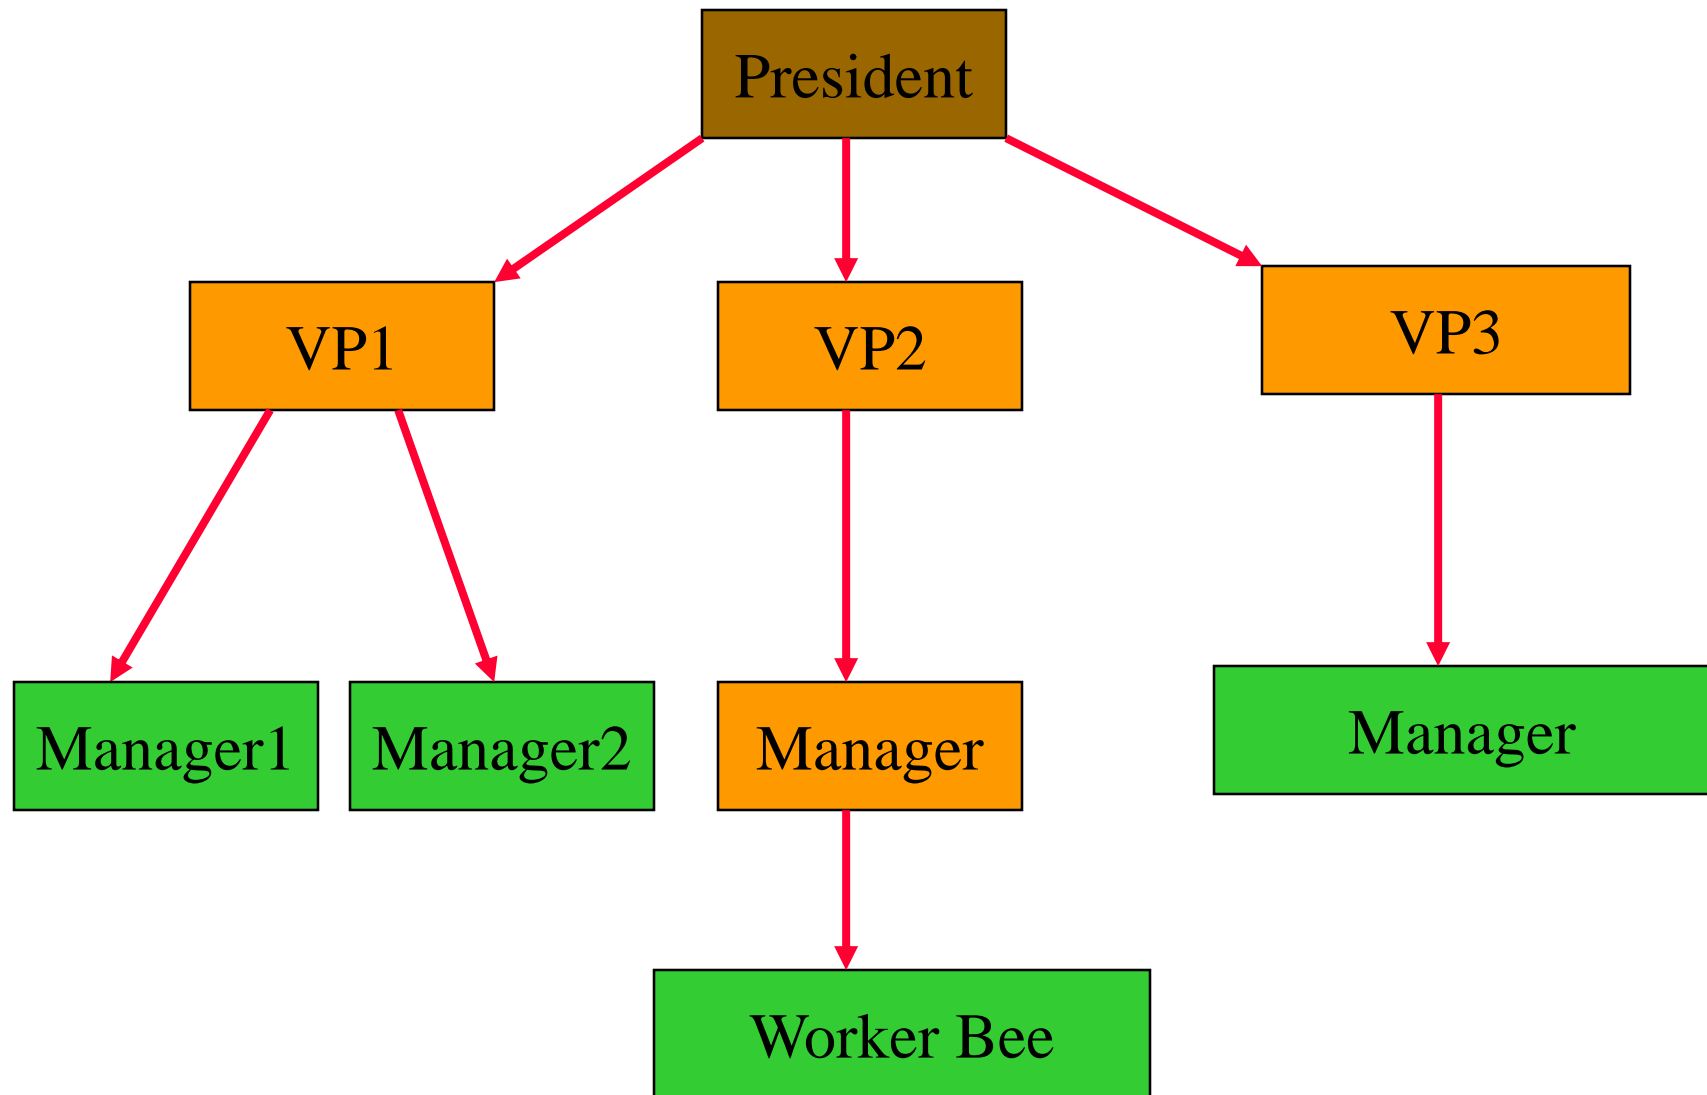 President
VP1
VP2
VP3
Manager1
Manager2
Manager
Manager
Worker Bee